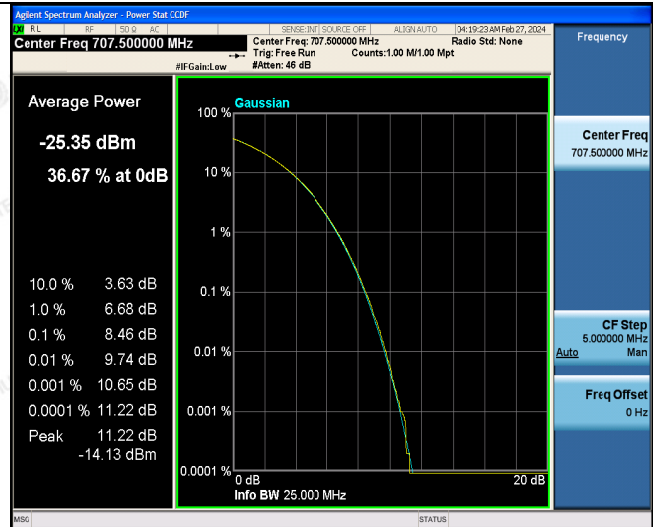 Agilent Spectrum Analyzer - Power Stat CCDF
RL RF 50 Ω AC SENSE:INT SOURCE OFF ALIGN AUTO 04:19:23 AM Feb 27, 2024
Center Freq 707.500000 MHz
Center Freq: 707.500000 MHz Radio Std: None
Trig: Free Run Counts:1.00 M/1.00 Mpt
#IFGain:Low #Atten: 46 dB
Frequency
Average Power
-25.35 dBm
36.67 % at 0dB
10.0 % 3.63 dB
1.0 % 6.68 dB
0.1 % 8.46 dB
0.01 % 9.74 dB
0.001 % 10.65 dB
0.0001 % 11.22 dB
Peak 11.22 dB
-14.13 dBm
Gaussian
100 %
10 %
1 %
0.1 %
0.01 %
0.001 %
0.0001 %
0 dB 20 dB
Info BW 25.000 MHz
Center Freq
707.500000 MHz
CF Step
5.000000 MHz
Auto Man
Freq Offset
0 Hz
MSG STATUS